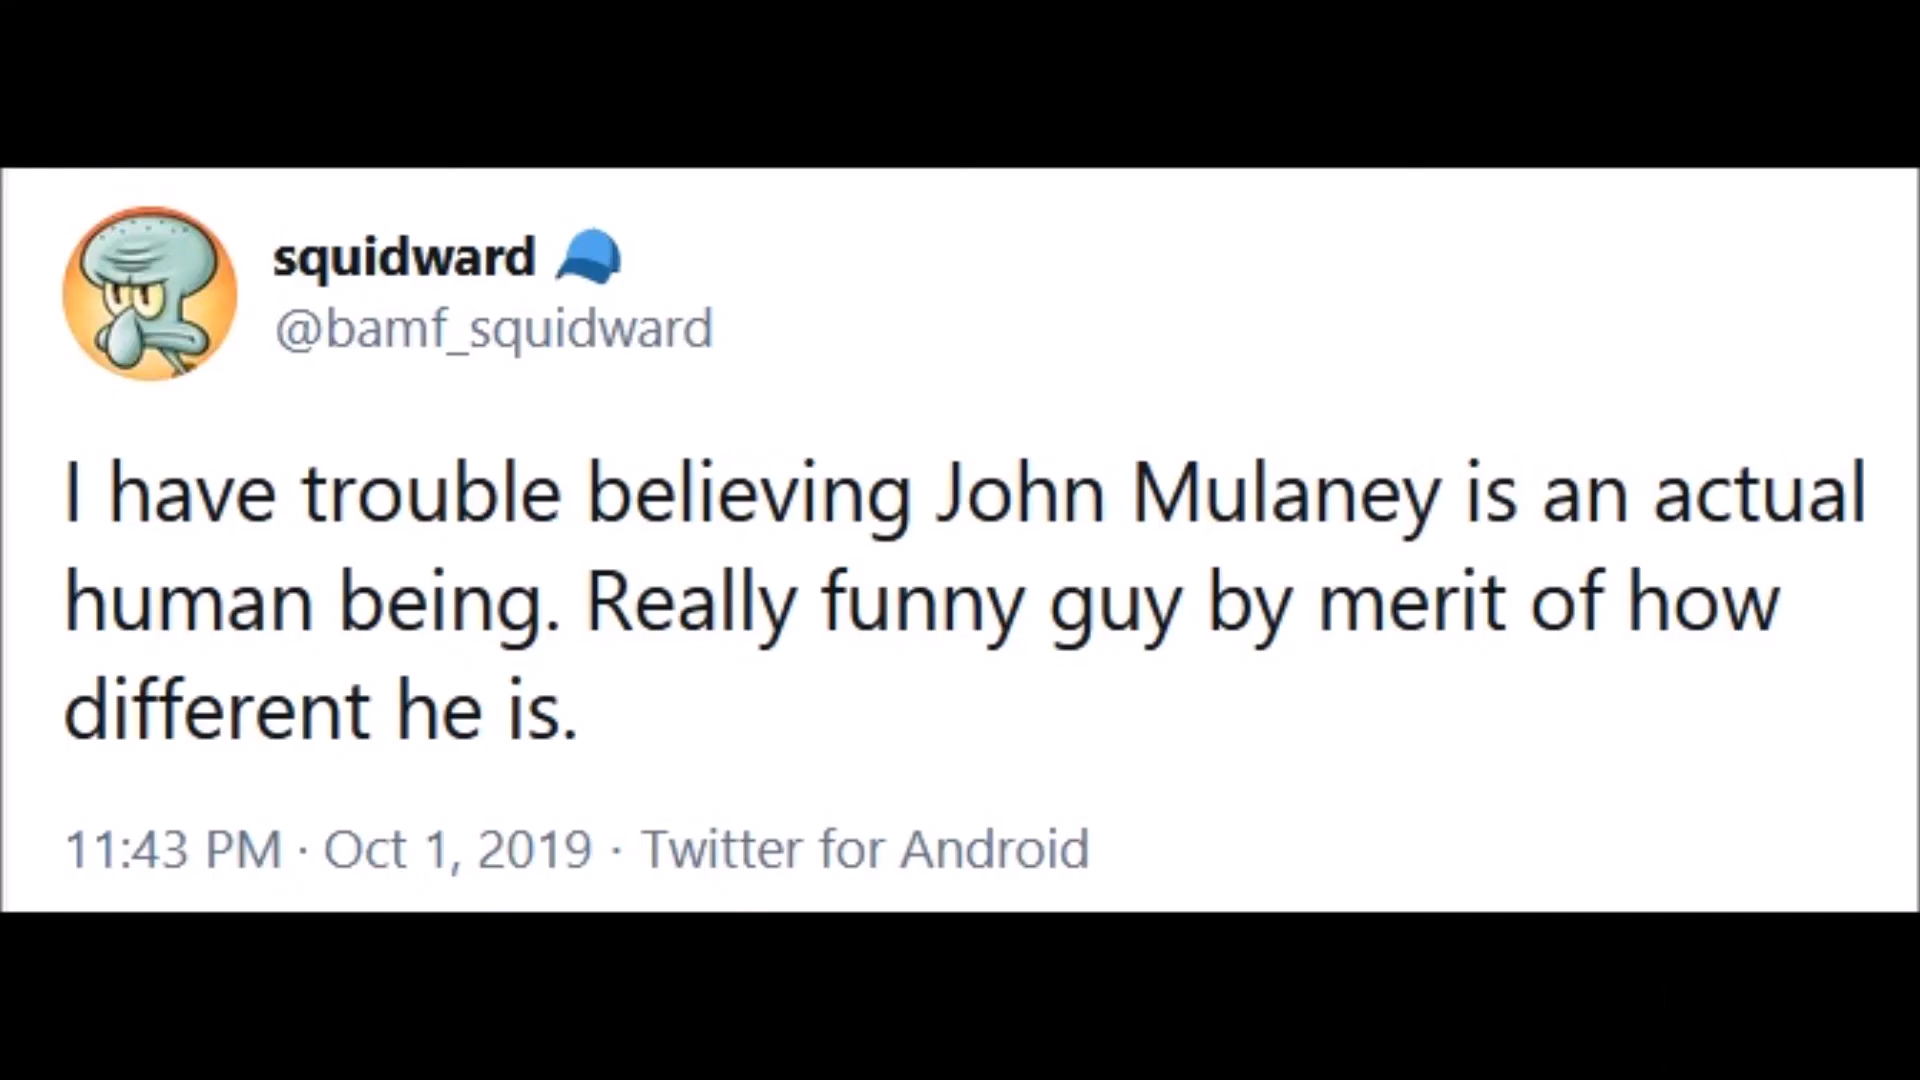 squidward 🧢
@bamf_squidward
I have trouble believing John Mulaney is an actual
human being. Really funny guy by merit of how
different he is.
11:43 PM · Oct 1, 2019 · Twitter for Android